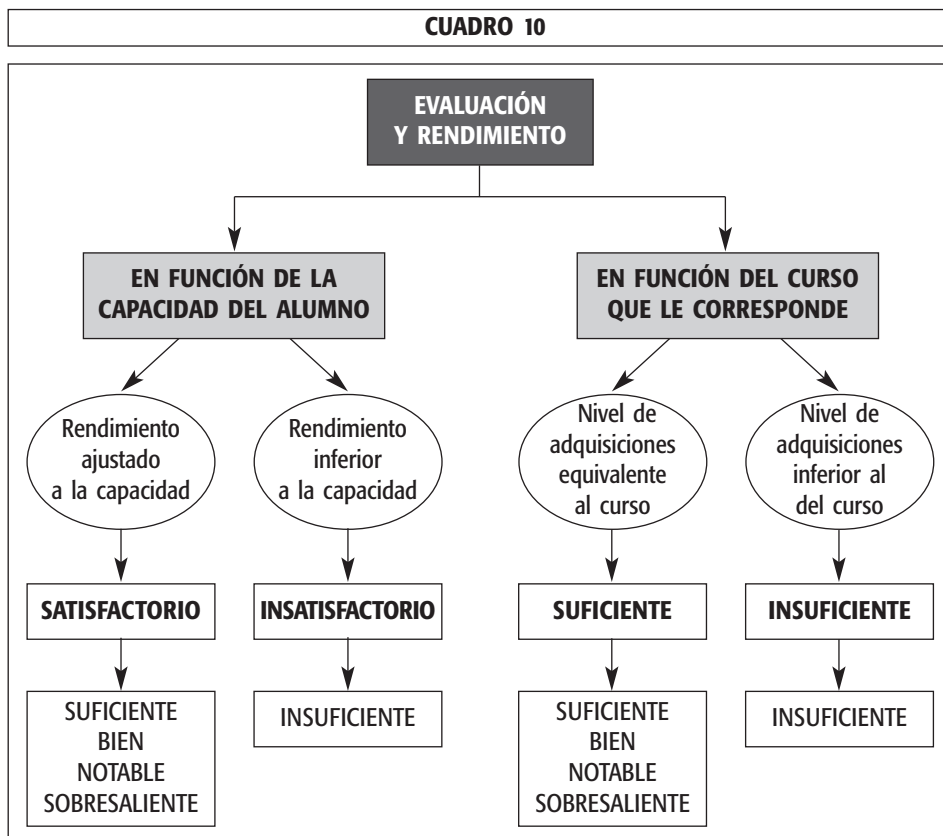 CUADRO 10
EVALUACIÓN
Y RENDIMIENTO
EN FUNCIÓN DE LA
CAPACIDAD DEL ALUMNO
EN FUNCIÓN DEL CURSO
QUE LE CORRESPONDE
Rendimiento
ajustado
a la capacidad
Rendimiento
inferior
a la capacidad
Nivel de
adquisiciones
equivalente
al curso
Nivel de
adquisiciones
inferior al
del curso
SATISFACTORIO
INSATISFACTORIO
SUFICIENTE
INSUFICIENTE
SUFICIENTE
BIEN
NOTABLE
SOBRESALIENTE
INSUFICIENTE
SUFICIENTE
BIEN
NOTABLE
SOBRESALIENTE
INSUFICIENTE